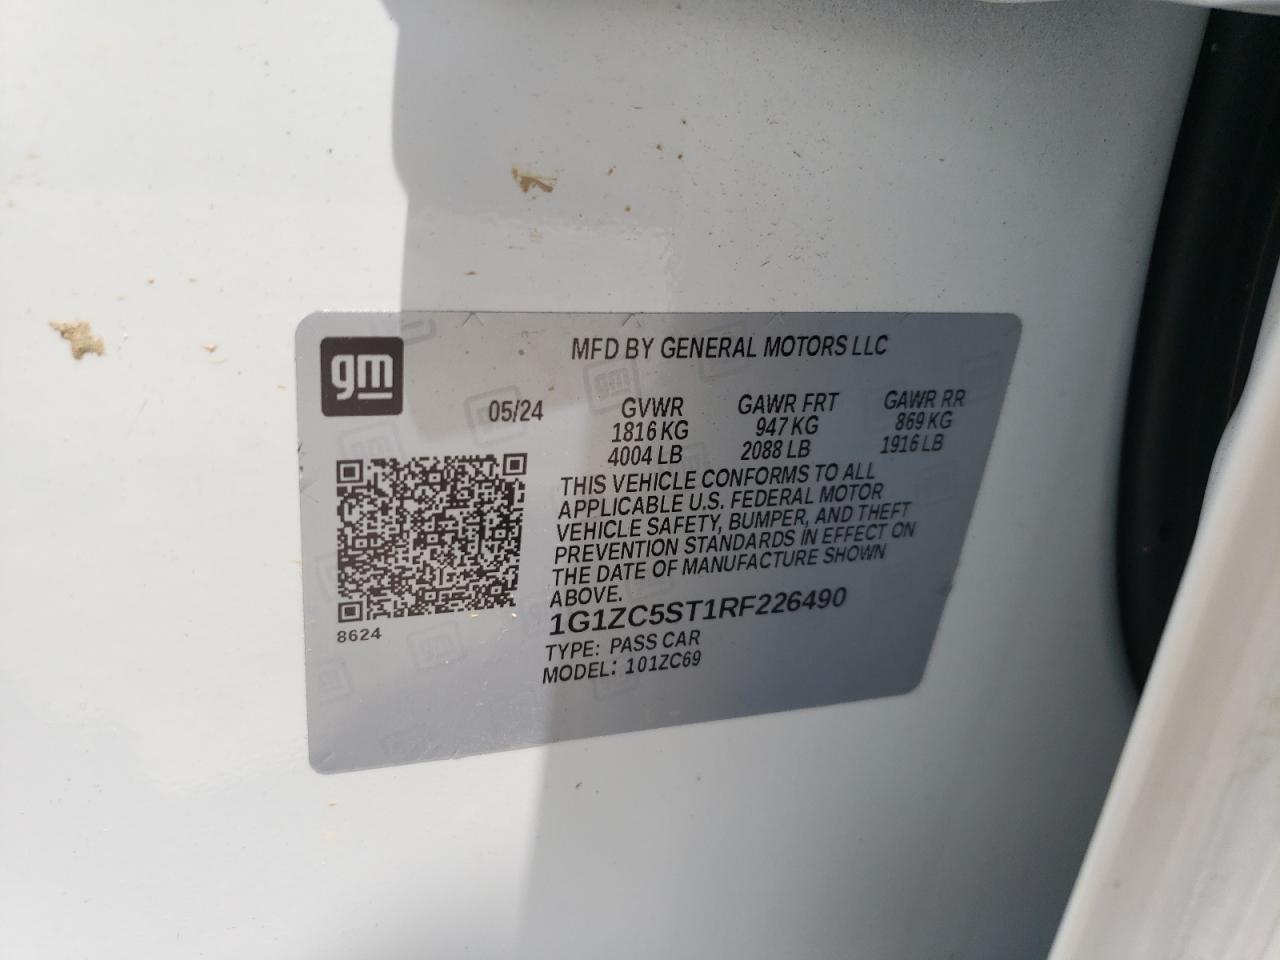 gm
MFD BY GENERAL MOTORS LLC
05/24 GVWR GAWR FRT GAWR RR
1816 KG 947 KG 869 KG
4004 LB 2088 LB 1916 LB
THIS VEHICLE CONFORMS TO ALL
APPLICABLE U.S. FEDERAL MOTOR
VEHICLE SAFETY, BUMPER, AND THEFT
PREVENTION STANDARDS IN EFFECT ON
THE DATE OF MANUFACTURE SHOWN
ABOVE.
1G1ZC5ST1RF226490
TYPE: PASS CAR
MODEL: 101ZC69
8624